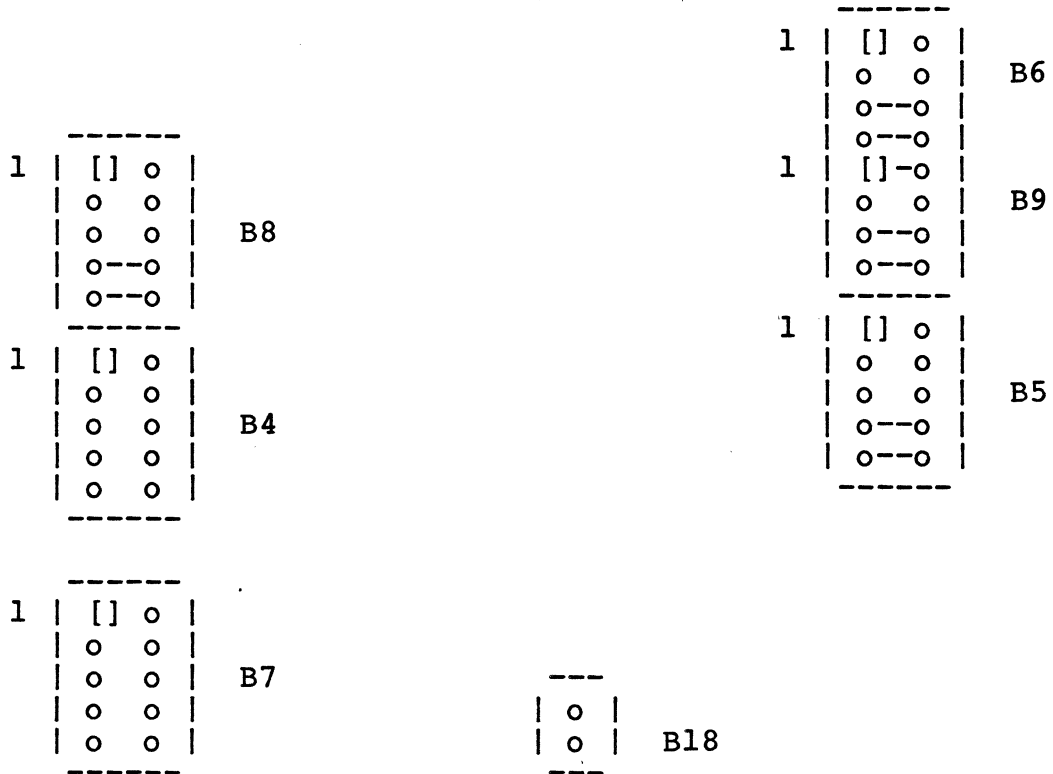 ------
1 | [] o |
| o o | B6
| o--o |
------ | o--o |
1 | [] o | 1 | []-o |
| o o | | o o | B9
| o o | B8 | o--o |
| o--o | | o--o |
| o--o | ------
------ 1 | [] o |
1 | [] o | | o o |
| o o | | o o | B5
| o o | B4 | o--o |
| o o | | o--o |
| o o | ------
------
------
1 | [] o |
| o o |
| o o | B7 ---
| o o | | o |
| o o | | o | B18
------ ---